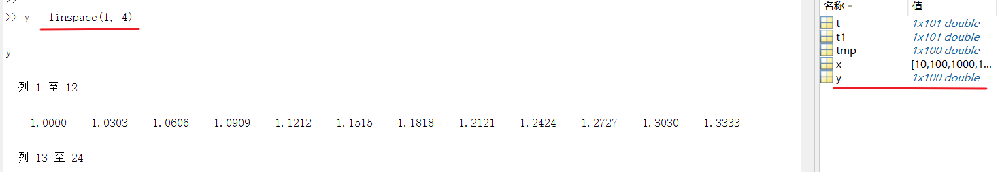 >>
>> y = linspace(1, 4)
y =
列 1 至 12
1.0000 1.0303 1.0606 1.0909 1.1212 1.1515 1.1818 1.2121 1.2424 1.2727 1.3030 1.3333
列 13 至 24
名称 值
t 1x101 double
t1 1x101 double
tmp 1x100 double
x [10,100,1000,1...
y 1x100 double